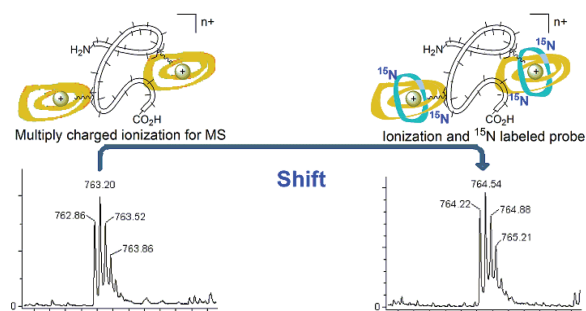 n+
H₂N
CO₂H
Multiply charged ionization for MS
n+
H₂N
¹⁵N
¹⁵N
¹⁵N
¹⁵N
CO₂H
Ionization and ¹⁵N labeled probe
Shift
763.20
762.86
763.52
763.86
0
764.54
764.22
764.88
765.21
0